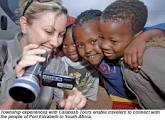 Township experiences with Calabash Tours enable travelers to connect with
the people of Port Elizabeth in South Africa.